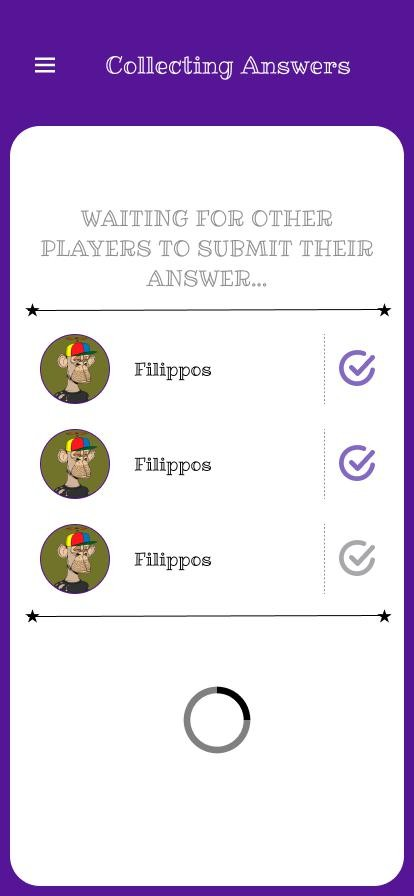 Collecting Answers
WAITING FOR OTHER
PLAYERS TO SUBMIT THEIR
ANSWER...
Filippos
Filippos
Filippos